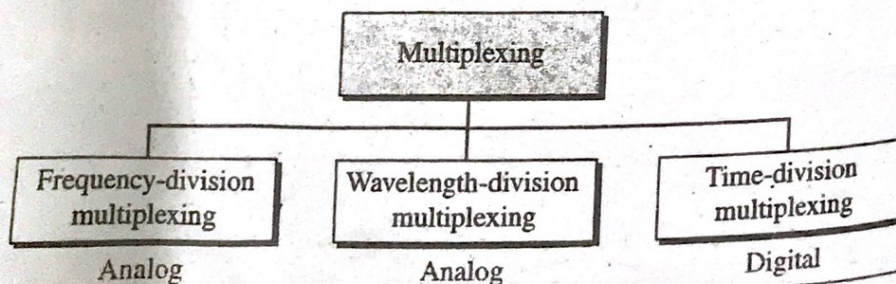 Multiplexing
Frequency-division
multiplexing
Wavelength-division
multiplexing
Time-division
multiplexing
Analog
Analog
Digital